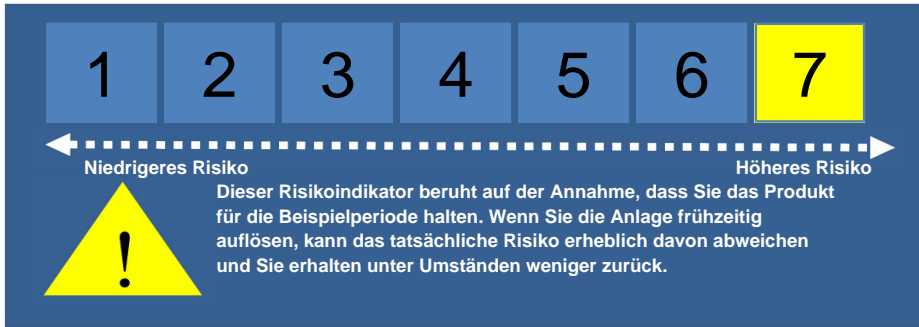 1 2 3 4 5 6 7
Niedrigeres Risiko Höheres Risiko
Dieser Risikoindikator beruht auf der Annahme, dass Sie das Produkt
für die Beispielperiode halten. Wenn Sie die Anlage frühzeitig
auflösen, kann das tatsächliche Risiko erheblich davon abweichen
und Sie erhalten unter Umständen weniger zurück.
!